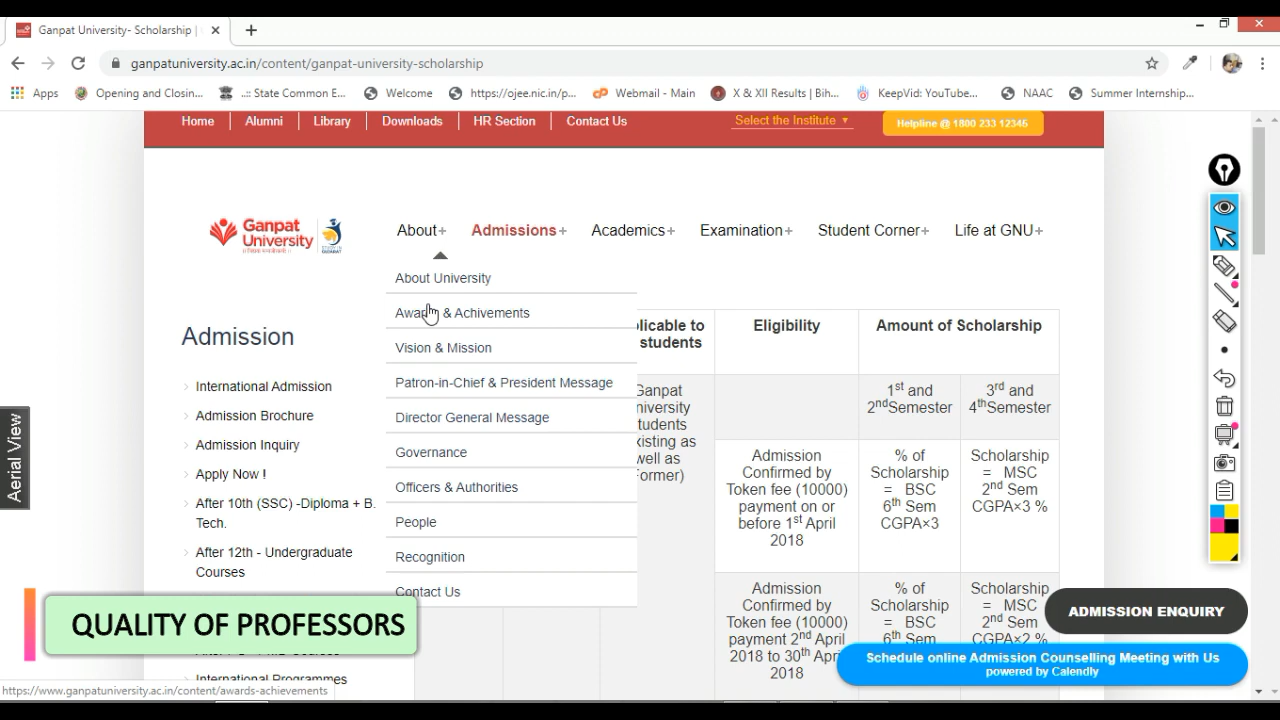 Ganpat University- Scholarship |
ganpatuniversity.ac.in/content/ganpat-university-scholarship
Apps
Opening and Closin...
..:: State Common E...
Welcome
https://ojee.nic.in/p...
Webmail - Main
X & XII Results | Bih...
KeepVid: YouTube...
NAAC
Summer Internship...
Home
Alumni
Library
Downloads
HR Section
Contact Us
Select the Institute
Helpline @ 1800 233 12345
Ganpat
University
About+
Admissions+
Academics+
Examination+
Student Corner+
Life at GNU+
About University
Awar & Achivements
Vision & Mission
Patron-in-Chief & President Message
Director General Message
Governance
Officers & Authorities
People
Recognition
Contact Us
Admission
International Admission
Admission Brochure
Admission Inquiry
Apply Now !
After 10th (SSC) -Diploma + B.
Tech.
After 12th - Undergraduate
Courses
International Programmes
plicable to
students
Eligibility
Amount of Scholarship
Ganpat
niversity
tudents
xisting as
well as
Former)
1st and
2ndSemester
3rd and
4thSemester
Admission
Confirmed by
Token fee (10000)
payment on or
before 1st April
2018
% of
Scholarship
= BSC
6th Sem
CGPA×3
Scholarship
= MSC
2nd Sem
CGPA×3 %
Admission
Confirmed by
Token fee (10000)
payment 2nd April
2018 to 30th Apri
2018
% of
Scholarship
= BSC
6th Sem
Scholarship
= MSC
2nd Sem
CGPA×2 %
Aerial View
QUALITY OF PROFESSORS
ADMISSION ENQUIRY
Schedule online Admission Counselling Meeting with Us
powered by Calendly
https://www.ganpatuniversity.ac.in/content/awards-achievements